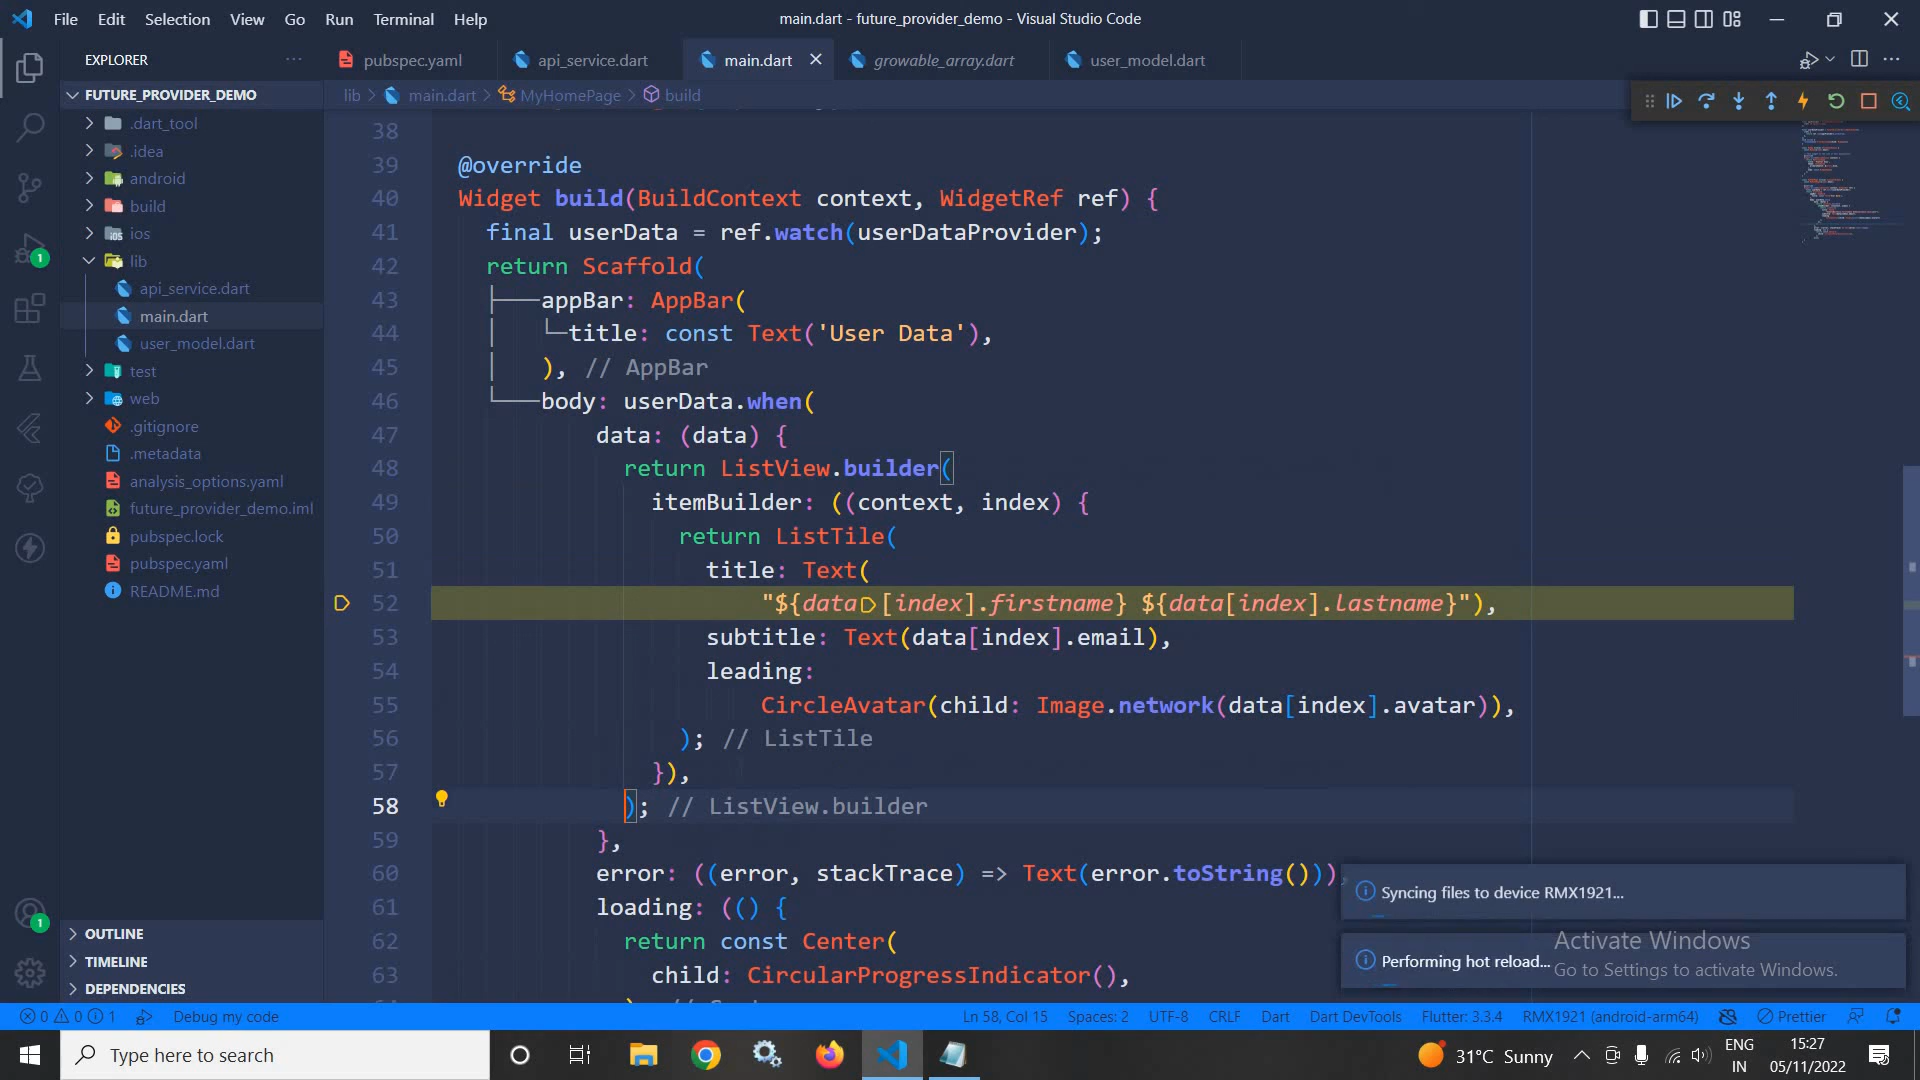 File Edit Selection View Go Run Terminal Help
main.dart - future_provider_demo - Visual Studio Code
EXPLORER
pubspec.yaml
api_service.dart
main.dart
growable_array.dart
user_model.dart
FUTURE_PROVIDER_DEMO
.dart_tool
.idea
android
build
ios
lib
api_service.dart
main.dart
user_model.dart
test
web
.gitignore
.metadata
analysis_options.yaml
future_provider_demo.iml
pubspec.lock
pubspec.yaml
README.md
OUTLINE
TIMELINE
DEPENDENCIES
1
1
lib > main.dart > MyHomePage > build
38
39 @override
40 Widget build(BuildContext context, WidgetRef ref) {
41 final userData = ref.watch(userDataProvider);
42 return Scaffold(
43 appBar: AppBar(
44 title: const Text('User Data'),
45 ), // AppBar
46 body: userData.when(
47 data: (data) {
48 return ListView.builder(
49 itemBuilder: ((context, index) {
50 return ListTile(
51 title: Text(
52 "${data[index].firstname} ${data[index].lastname}"),
53 subtitle: Text(data[index].email),
54 leading:
55 CircleAvatar(child: Image.network(data[index].avatar)),
56 ); // ListTile
57 }),
58 ); // ListView.builder
59 },
60 error: ((error, stackTrace) => Text(error.toString()))
61 loading: (() {
62 return const Center(
63 child: CircularProgressIndicator(),
Syncing files to device RMX1921...
Performing hot reload...
Activate Windows
Go to Settings to activate Windows.
0 0 1 Debug my code
Ln 58, Col 15 Spaces: 2 UTF-8 CRLF Dart Dart DevTools Flutter: 3.3.4 RMX1921 (android-arm64) Prettier
Type here to search
31°C Sunny
ENG
IN
15:27
05/11/2022